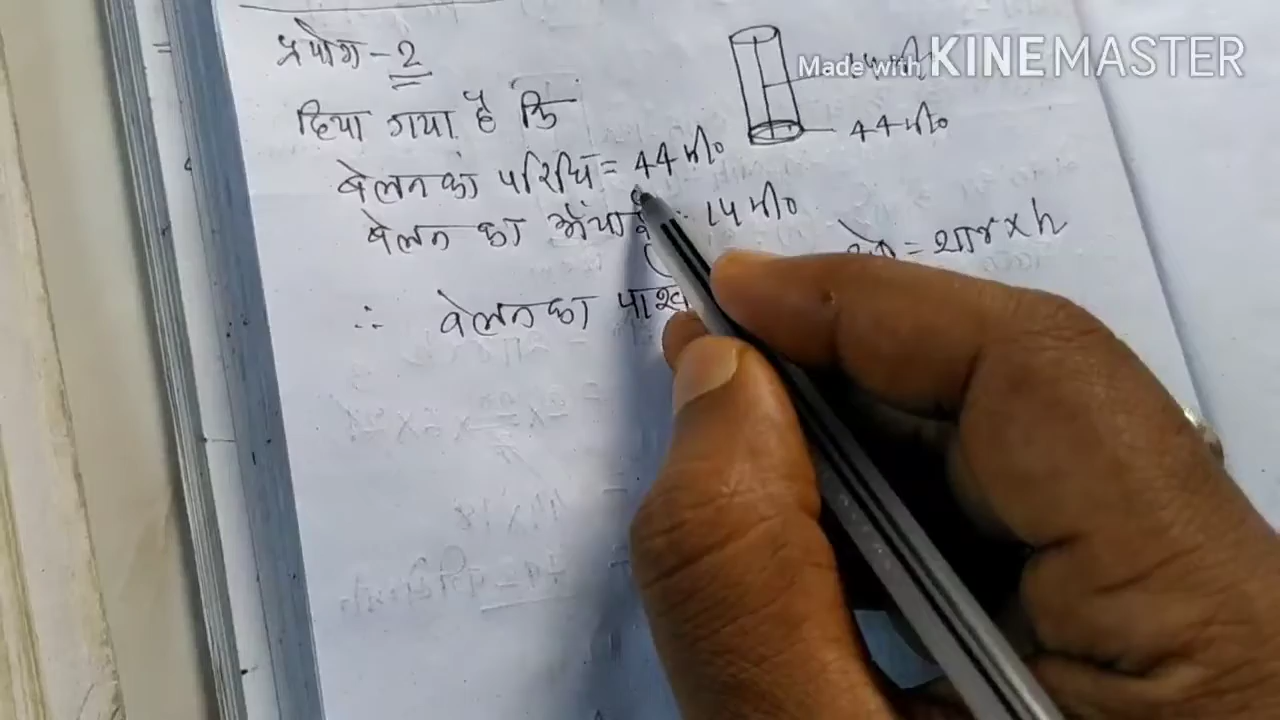 प्रयोग - 2
Made with KINEMASTER
दिया गया है कि
44 मी०
बेलन का परिधि = 44 मी०
बेलन का 14 मी०
= 2πr × h
∴ बेलन का